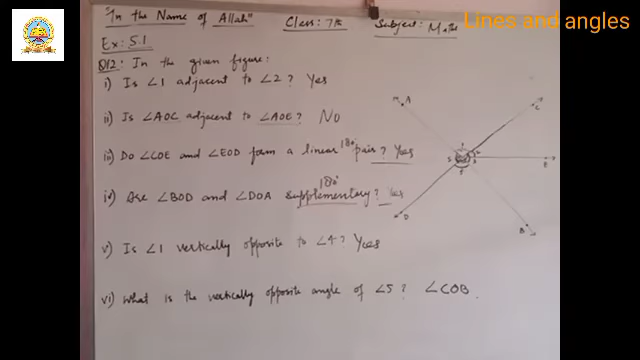 "In the Name of Allah" Class: 7th Subject: Maths
Lines and angles
Ex: 5.1
Q12: In the given figure:
i) Is ∠1 adjacent to ∠2? Yes
ii) Is ∠AOC adjacent to ∠AOE? No
180°
iii) Do ∠COE and ∠EOD form a linear pair? Yes
180°
iv) Are ∠BOD and ∠DOA supplementary? Yes
v) Is ∠1 vertically opposite to ∠4? Yes
vi) What is the vertically opposite angle of ∠5? ∠COB.
A
C
E
D
B